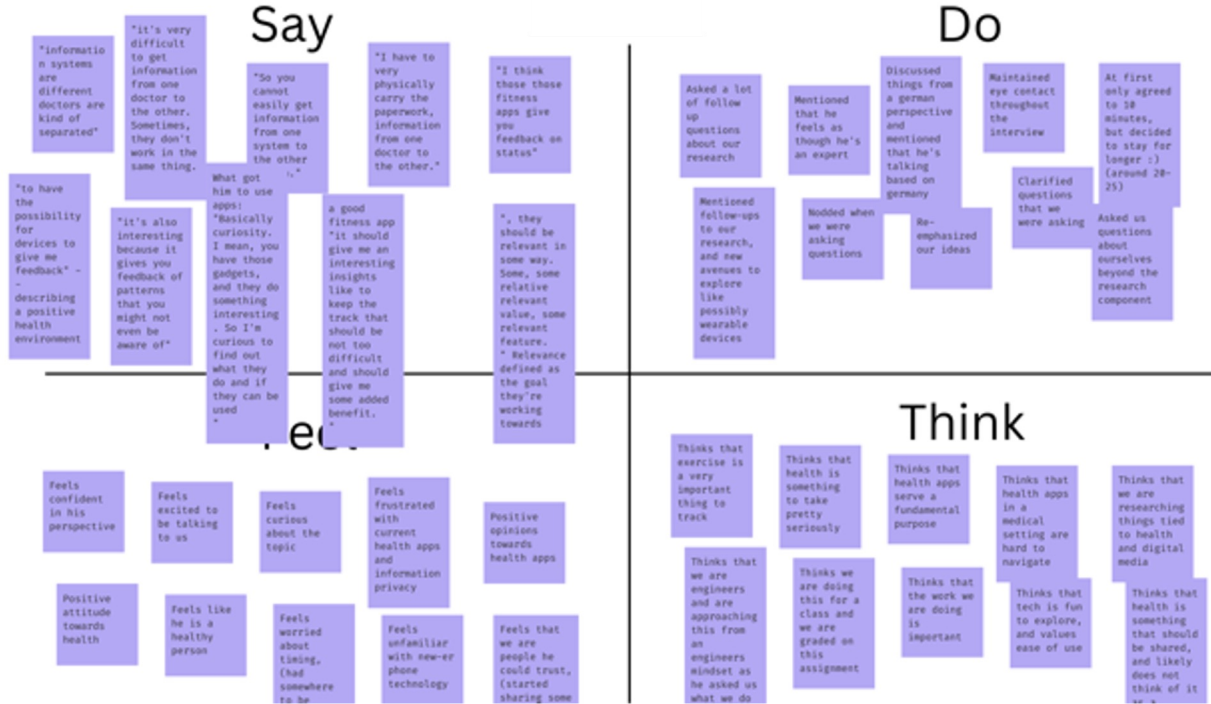 Say
"informatio
n systems
are
different
doctors are
kind of
separated"
"it's very
difficult
to get
information
from one
doctor to
the other.
Sometimes,
they don't
work in the
same thing.
"So you
cannot
easily get
information
from one
system to
the other
."
"I have to
very
physically
carry the
paperwork,
information
from one
doctor to
the other."
"I think
those those
fitness
apps give
you
feedback on
status"
"to have
the
possibility
for
devices to
give me
feedback" -
-
describing
a positive
health
environment
"it's also
interesting
because it
gives you
feedback of
patterns
that you
might not
even be
aware of"
What got
him to use
apps:
"Basically
curiosity.
I mean, you
have those
gadgets,
and they do
something
interesting
. So I'm
curious to
find out
what they
do and if
they can be
used
"
a good
fitness app
"it should
give me an
interesting
insights
like to
keep the
track that
should be
not too
difficult
and should
give me
some added
benefit.
"
", they
should be
relevant in
some way.
Some, some
relative
relevant
value, some
relevant
feature.
" Relevance
defined as
the goal
they're
working
towards
Do
Asked a lot
of follow
up
questions
about our
research
Mentioned
that he
feels as
though he's
an expert
Discussed
things from
a german
perspective
and
mentioned
that he's
talking
based on
germany
Maintained
eye contact
throughout
the
interview
At first
only agreed
to 10
minutes,
but decided
to stay for
longer :)
(around 20-
25)
Mentioned
follow-ups
to our
research,
and new
avenues to
explore
like
possibly
wearable
devices
Nodded when
we were
asking
questions
Re-
emphasized
our ideas
Clarified
questions
that we
were asking
Asked us
questions
about
ourselves
beyond the
research
component
Feel
Feels
confident
in his
perspective
Feels
excited to
be talking
to us
Feels
curious
about the
topic
Feels
frustrated
with
current
health apps
and
information
privacy
Positive
opinions
towards
health apps
Positive
attitude
towards
health
Feels like
he is a
healthy
person
Feels
worried
about
timing,
(had
somewhere
to be
Feels
unfamiliar
with new-er
phone
technology
Feels that
we are
people he
could trust,
(started
sharing some
Think
Thinks that
exercise is
a very
important
thing to
track
Thinks that
health is
something
to take
pretty
seriously
Thinks that
health apps
serve a
fundamental
purpose
Thinks that
health apps
in a
medical
setting are
hard to
navigate
Thinks that
we are
researching
things tied
to health
and digital
media
Thinks that
we are
engineers
and are
approaching
this from
an
engineers
mindset as
he asked us
what we do
Thinks we
are doing
this for a
class and
we are
graded on
this
assignment
Thinks that
the work we
are doing
is
important
Thinks that
tech is fun
to explore,
and values
ease of use
Thinks that
health is
something
that should
be shared,
and likely
does not
think of it